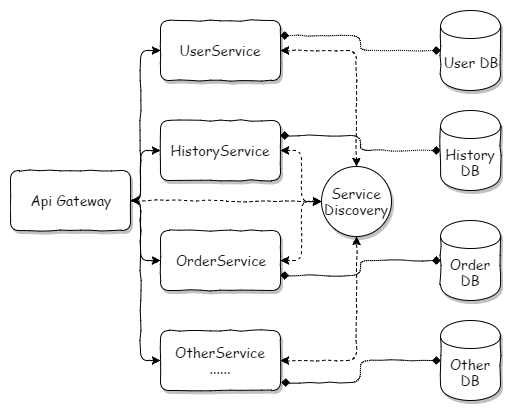 UserService
User DB
HistoryService
History
DB
Api Gateway
Service
Discovery
OrderService
Order
DB
OtherService
......
Other
DB